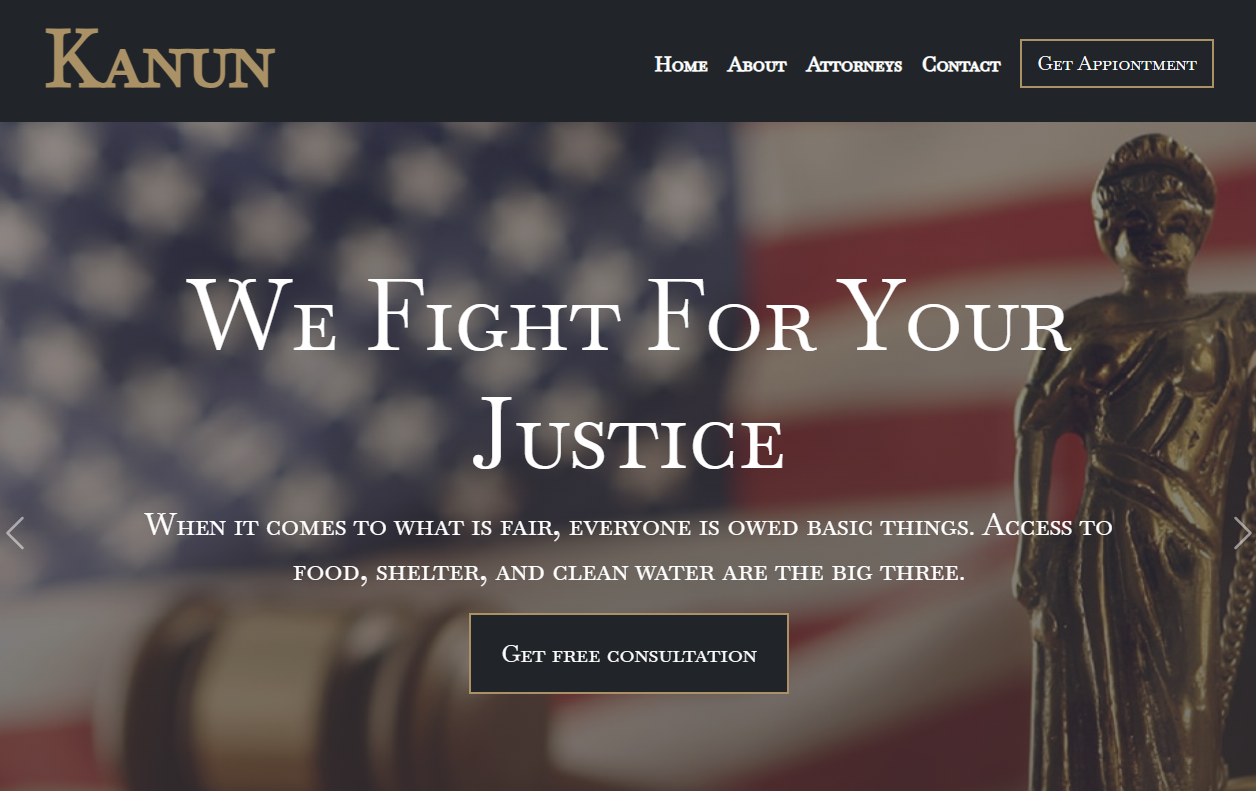 Kanun
Home About Attorneys Contact Get Appiontment
We Fight For Your
Justice
When it comes to what is fair, everyone is owed basic things. Access to
food, shelter, and clean water are the big three.
Get free consultation